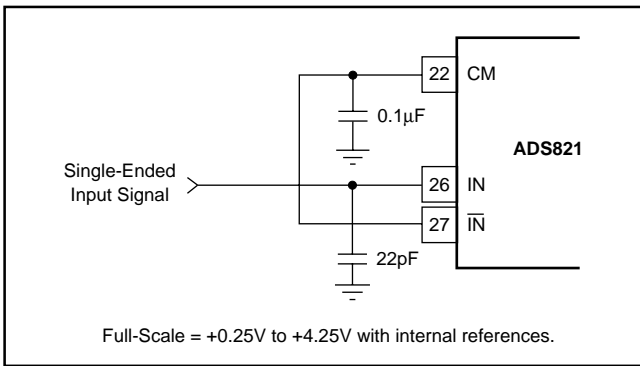 22 CM
0.1µF
ADS821
Single-Ended
Input Signal
26 IN
27 I̅N̅
22pF
Full-Scale = +0.25V to +4.25V with internal references.